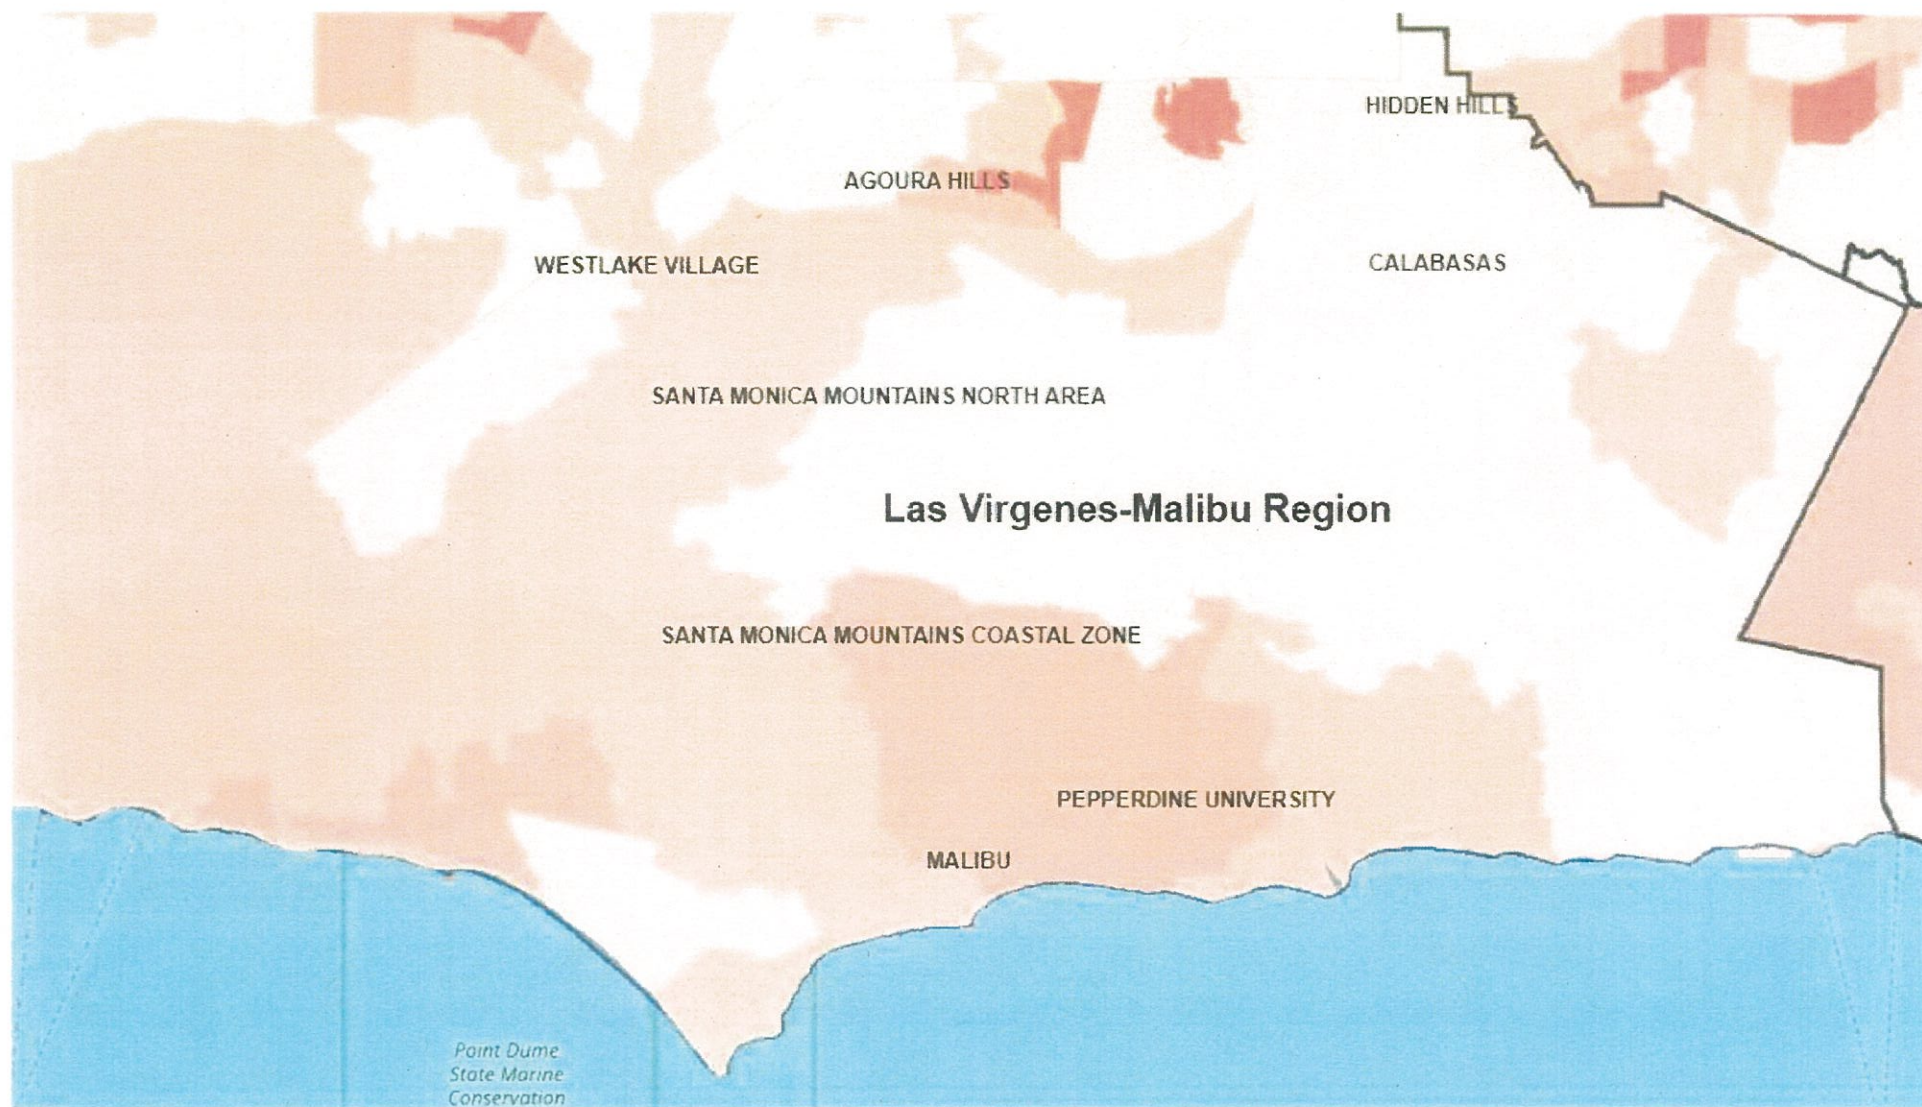 HIDDEN HILLS
AGOURA HILLS
WESTLAKE VILLAGE
CALABASAS
SANTA MONICA MOUNTAINS NORTH AREA
Las Virgenes-Malibu Region
SANTA MONICA MOUNTAINS COASTAL ZONE
PEPPERDINE UNIVERSITY
MALIBU
Point Dume
State Marine
Conservation